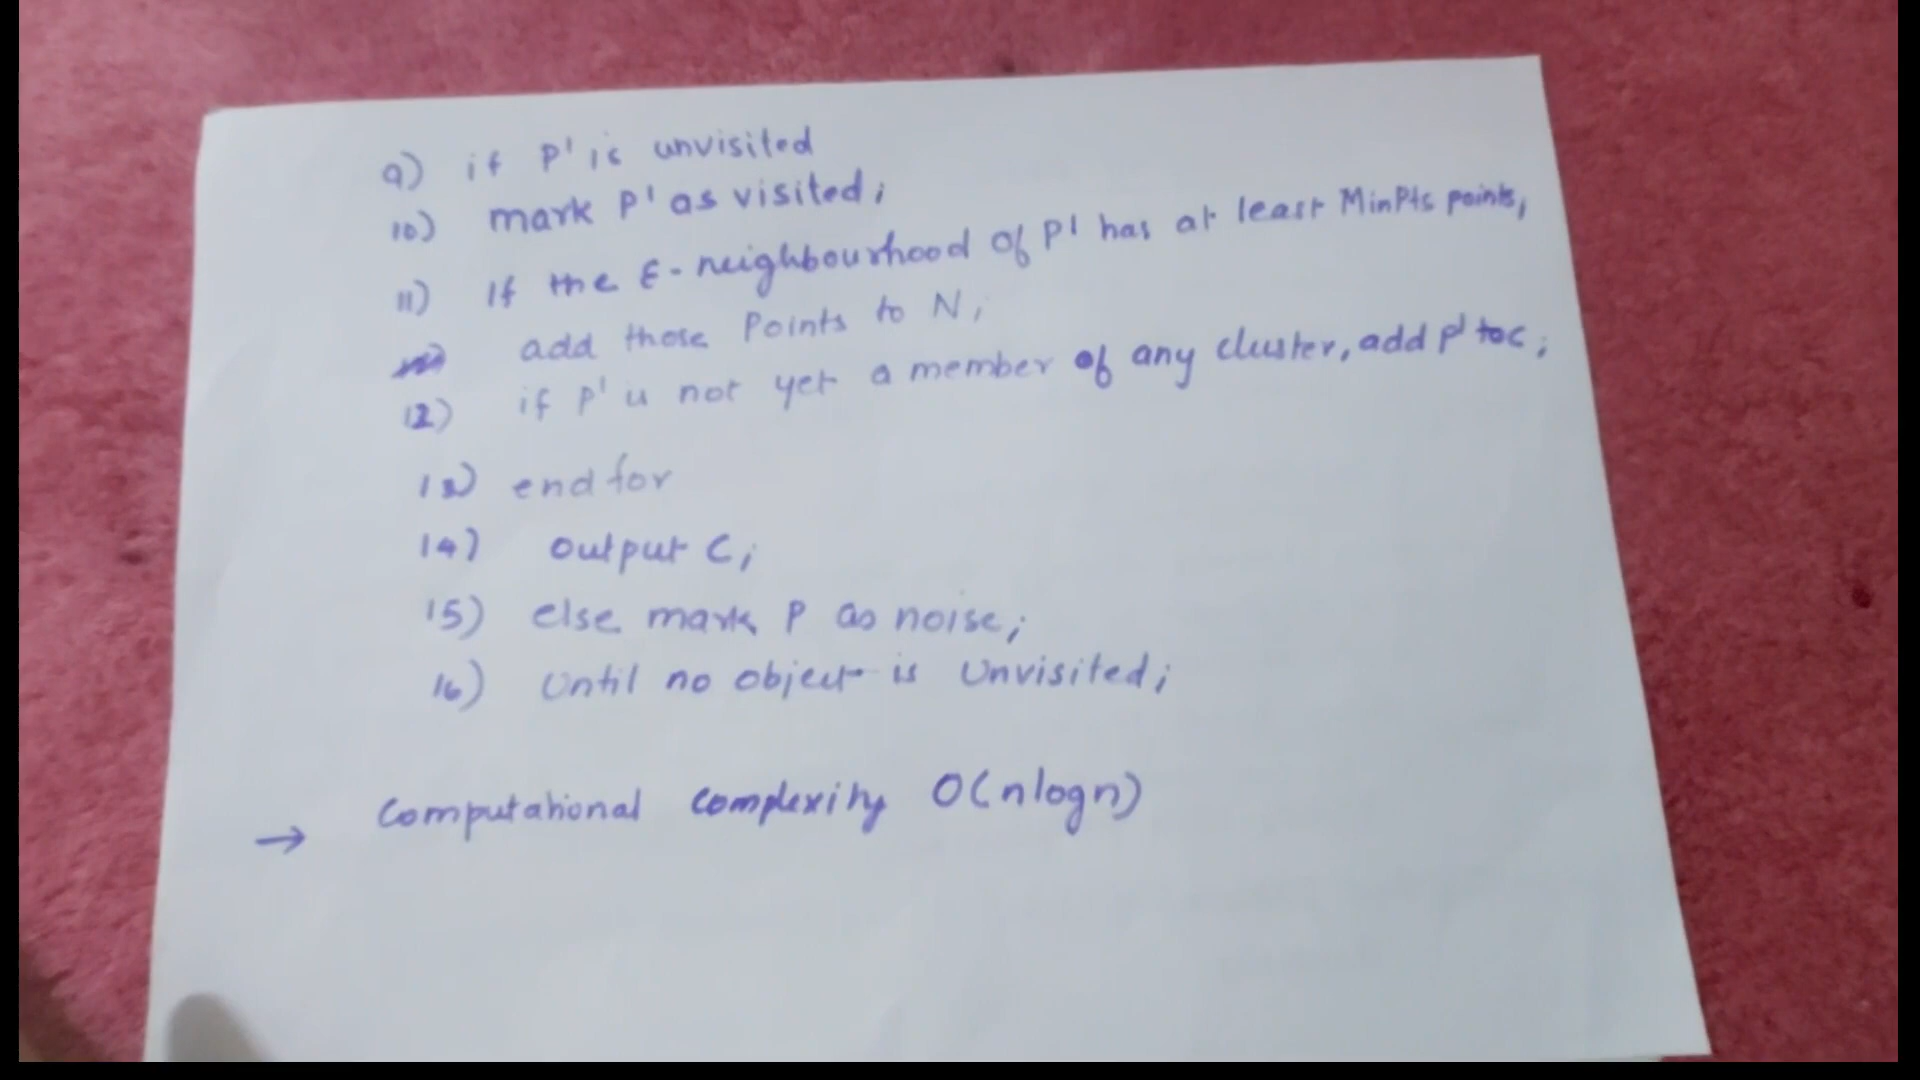 9) if P' is unvisited
10) mark P' as visited;
11) If the ε-neighbourhood of P' has at least MinPts points,
add those Points to N;
12) if P' is not yet a member of any cluster, add P' to C;
13) end for
14) output C;
15) else mark P as noise;
16) Until no object is Unvisited;
→ Computational complexity O(nlogn)